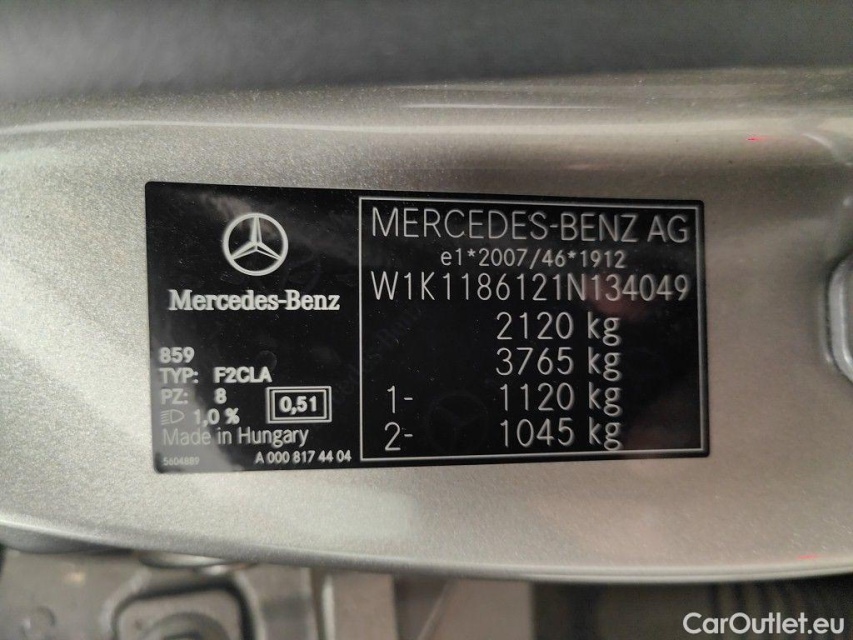 Mercedes-Benz
859
TYP: F2CLA
PZ: 8
1,0 %
0,51
Made in Hungary
5604889
A 000 817 44 04
MERCEDES-BENZ AG
e1*2007/46*1912
W1K1186121N134049
2120 kg
3765 kg
1- 1120 kg
2- 1045 kg
CarOutlet.eu